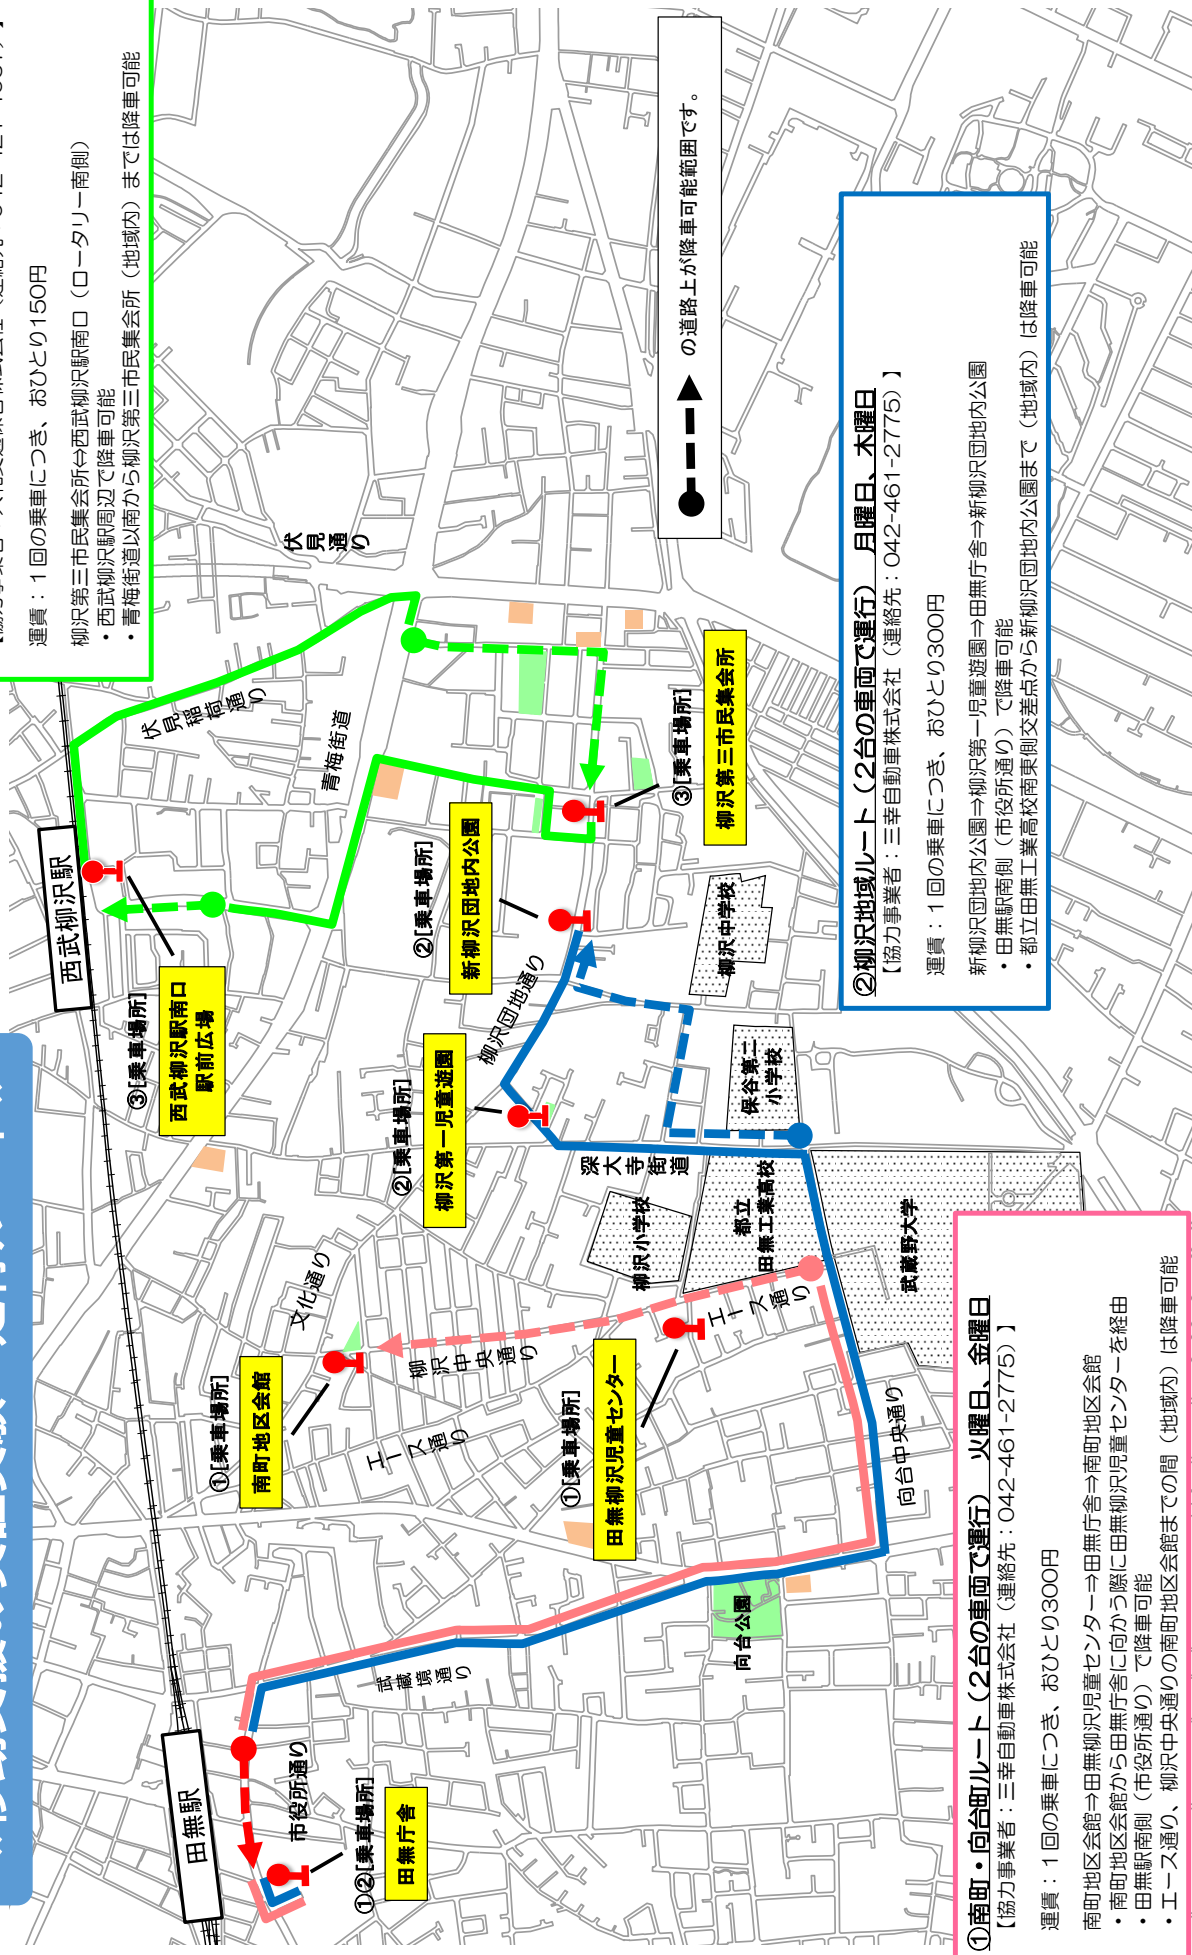 運賃：１回の乗車につき、おひとり150円
柳沢第三市民集会所⇔西武柳沢駅南口（ロータリー南側）
・西武柳沢駅周辺で降車可能
・青梅街道以南から柳沢第三市民集会所（地域内）までは降車可能
の道路上が降車可能範囲です。
西武柳沢駅
③[乗車場所]
西武柳沢駅南口
駅前広場
伏見稲荷通り
伏見通り
青梅街道
②[乗車場所]
新柳沢団地内公園
③[乗車場所]
柳沢第三市民集会所
②[乗車場所]
柳沢第一児童遊園
柳沢団地通り
柳沢中学校
保谷第二
小学校
深大寺街道
柳沢小学校
都立
田無工業高校
武蔵野大学
文化通り
①[乗車場所]
南町地区会館
柳沢中央通り
エース通り
エース通り
①[乗車場所]
田無柳沢児童センター
向台中央通り
向台公園
武蔵境通り
田無駅
市役所通り
①②[乗車場所]
田無庁舎
②柳沢地域ルート（２台の車両で運行）　月曜日、木曜日
【協力事業者：三幸自動車株式会社（連絡先：042-461-2775）】
運賃：１回の乗車につき、おひとり300円
新柳沢団地内公園⇒柳沢第一児童遊園⇒田無庁舎⇒新柳沢団地内公園
・田無駅南側（市役所通り）で降車可能
・都立田無工業高校南東側交差点から新柳沢団地内公園まで（地域内）は降車可能
①南町・向台町ルート（２台の車両で運行）　火曜日、金曜日
【協力事業者：三幸自動車株式会社（連絡先：042-461-2775）】
運賃：１回の乗車につき、おひとり300円
南町地区会館⇒田無柳沢児童センター⇒田無庁舎⇒南町地区会館
・南町地区会館から田無庁舎に向かう際に田無柳沢児童センターを経由
・田無駅南側（市役所通り）で降車可能
・エース通り、柳沢中央通りの南町地区会館までの間（地域内）は降車可能